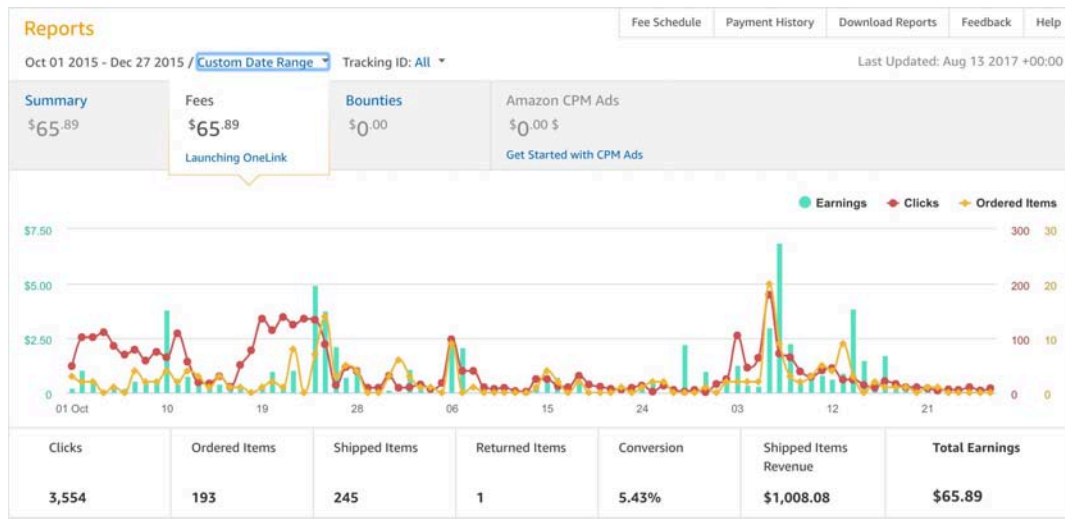 Reports
Fee Schedule Payment History Download Reports Feedback Help
Oct 01 2015 - Dec 27 2015 / Custom Date Range Tracking ID: All Last Updated: Aug 13 2017 +00:00
Summary Fees Bounties Amazon CPM Ads
$65.89 $65.89 $0.00 $0.00 $
Launching OneLink Get Started with CPM Ads
Earnings Clicks Ordered Items
$7.50 300 30
$5.00 200 20
$2.50 100 10
0 0 0
01 Oct 10 19 28 06 15 24 03 12 21
Clicks Ordered Items Shipped Items Returned Items Conversion Shipped Items Total Earnings
Revenue
3,554 193 245 1 5.43% $1,008.08 $65.89